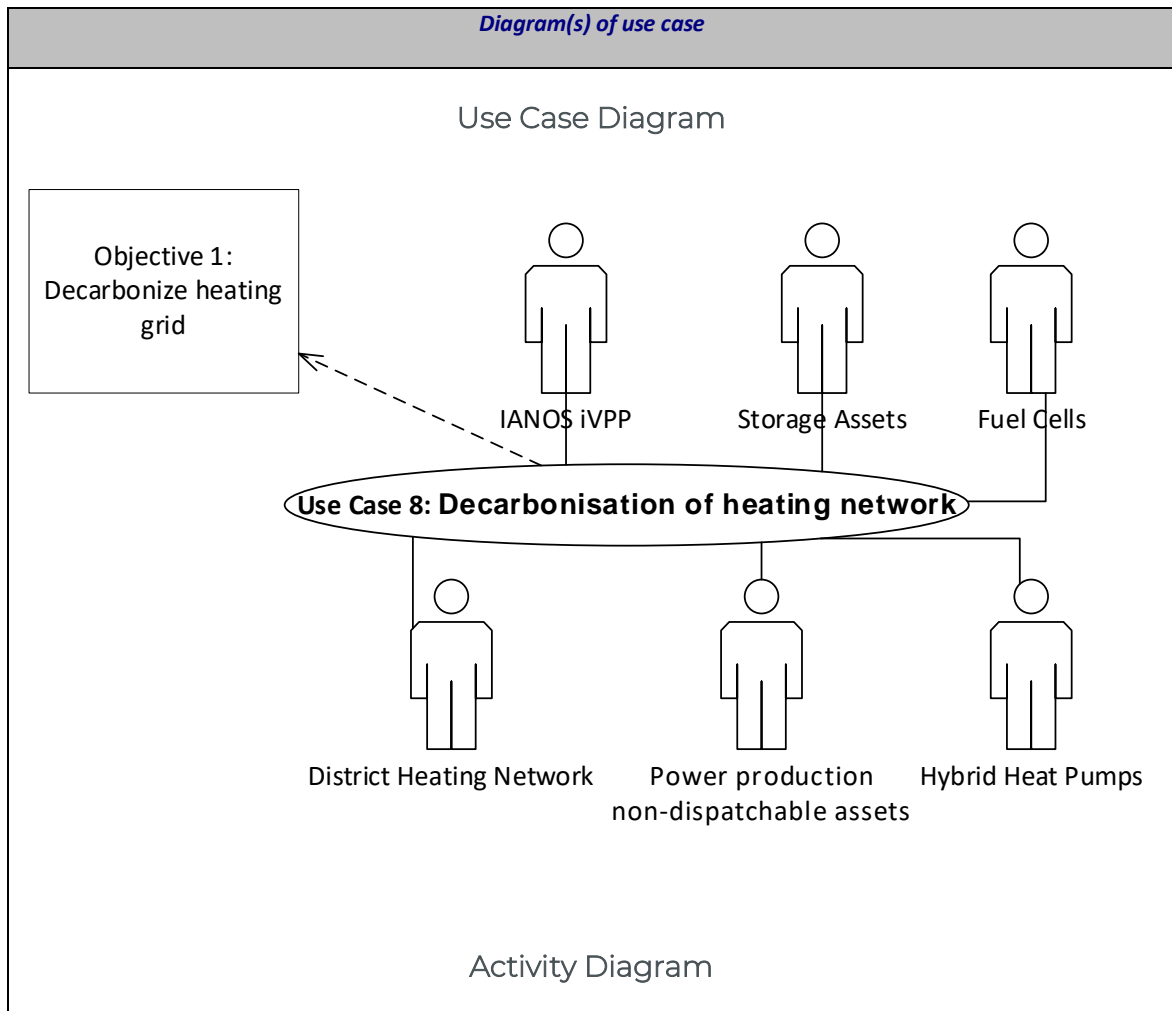 Diagram(s) of use case
Use Case Diagram
Objective 1:
Decarbonize heating
grid
IANOS iVPP
Storage Assets
Fuel Cells
Use Case 8: Decarbonisation of heating network
District Heating Network
Power production
non-dispatchable assets
Hybrid Heat Pumps
Activity Diagram